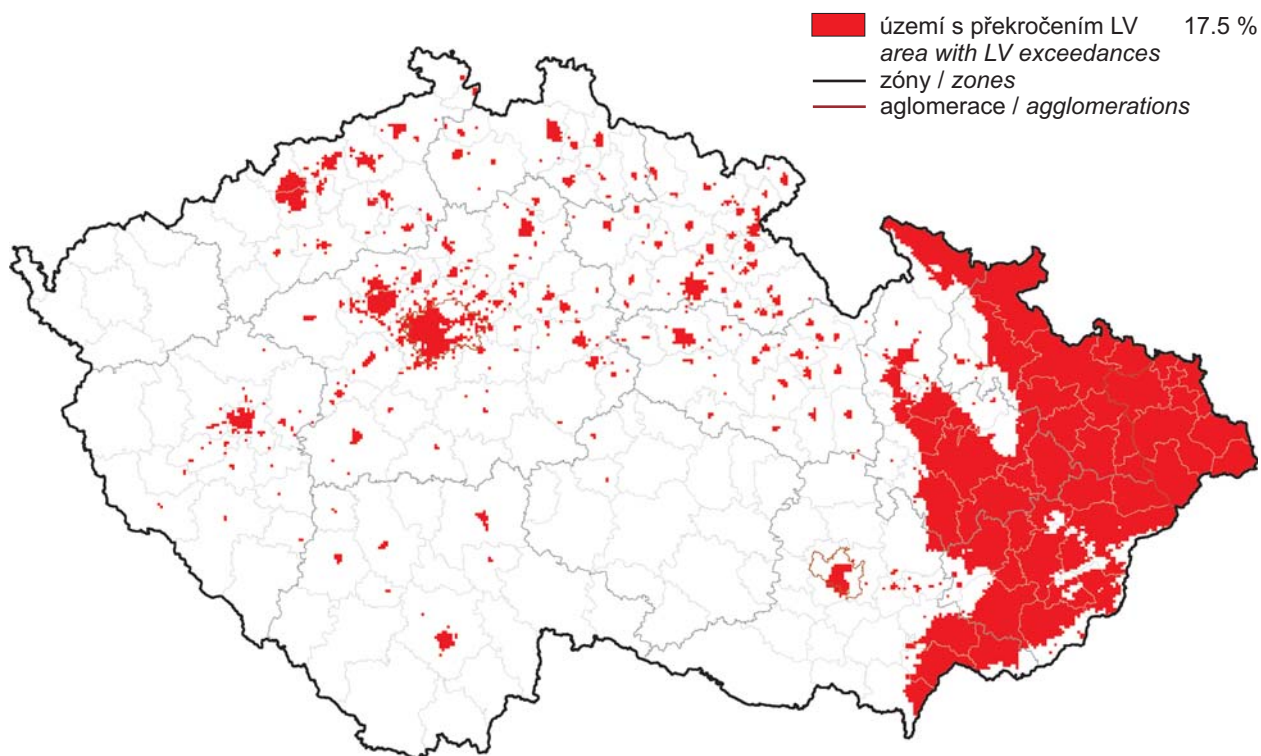 území s překročením LV 17.5 %
area with LV exceedances
zóny / zones
aglomerace / agglomerations